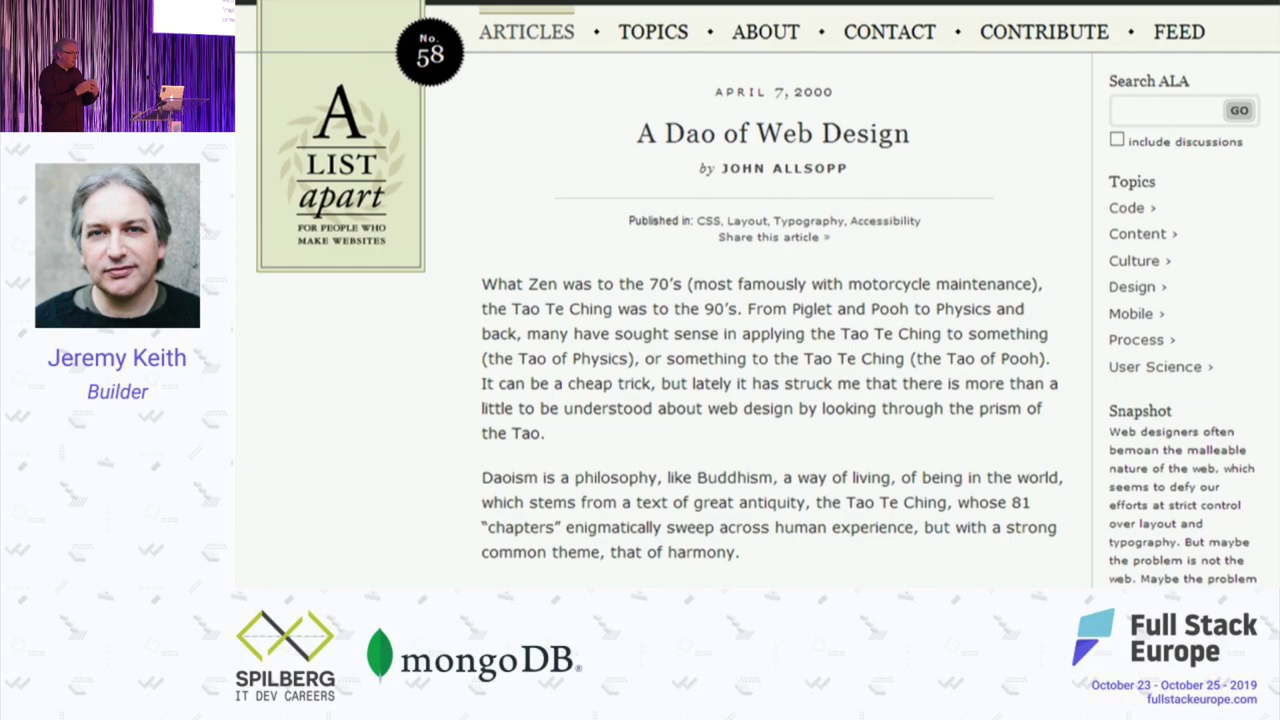 ARTICLES • TOPICS • ABOUT • CONTACT • CONTRIBUTE • FEED
No. 58
A
LIST
apart
FOR PEOPLE WHO
MAKE WEBSITES
APRIL 7, 2000
A Dao of Web Design
by JOHN ALLSOPP
Published in: CSS, Layout, Typography, Accessibility
Share this article »
What Zen was to the 70’s (most famously with motorcycle maintenance),
the Tao Te Ching was to the 90’s. From Piglet and Pooh to Physics and
back, many have sought sense in applying the Tao Te Ching to something
(the Tao of Physics), or something to the Tao Te Ching (the Tao of Pooh).
It can be a cheap trick, but lately it has struck me that there is more than a
little to be understood about web design by looking through the prism of
the Tao.
Daoism is a philosophy, like Buddhism, a way of living, of being in the world,
which stems from a text of great antiquity, the Tao Te Ching, whose 81
“chapters” enigmatically sweep across human experience, but with a strong
common theme, that of harmony.
Search ALA
GO
include discussions
Topics
Code ›
Content ›
Culture ›
Design ›
Mobile ›
Process ›
User Science ›
Snapshot
Web designers often
bemoan the malleable
nature of the web, which
seems to defy our
efforts at strict control
over layout and
typography. But maybe
the problem is not the
web. Maybe the problem
Jeremy Keith
Builder
SPILBERG
IT DEV CAREERS
mongoDB®
Full Stack
Europe
October 23 - October 25 - 2019
fullstackeurope.com